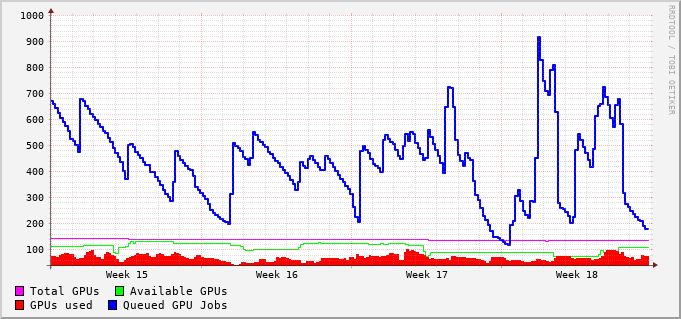 1000
900
800
700
600
500
400
300
200
100
Week 15 Week 16 Week 17 Week 18
Total GPUs Available GPUs
GPUs used Queued GPU Jobs
RRDTOOL / TOBI OETIKER